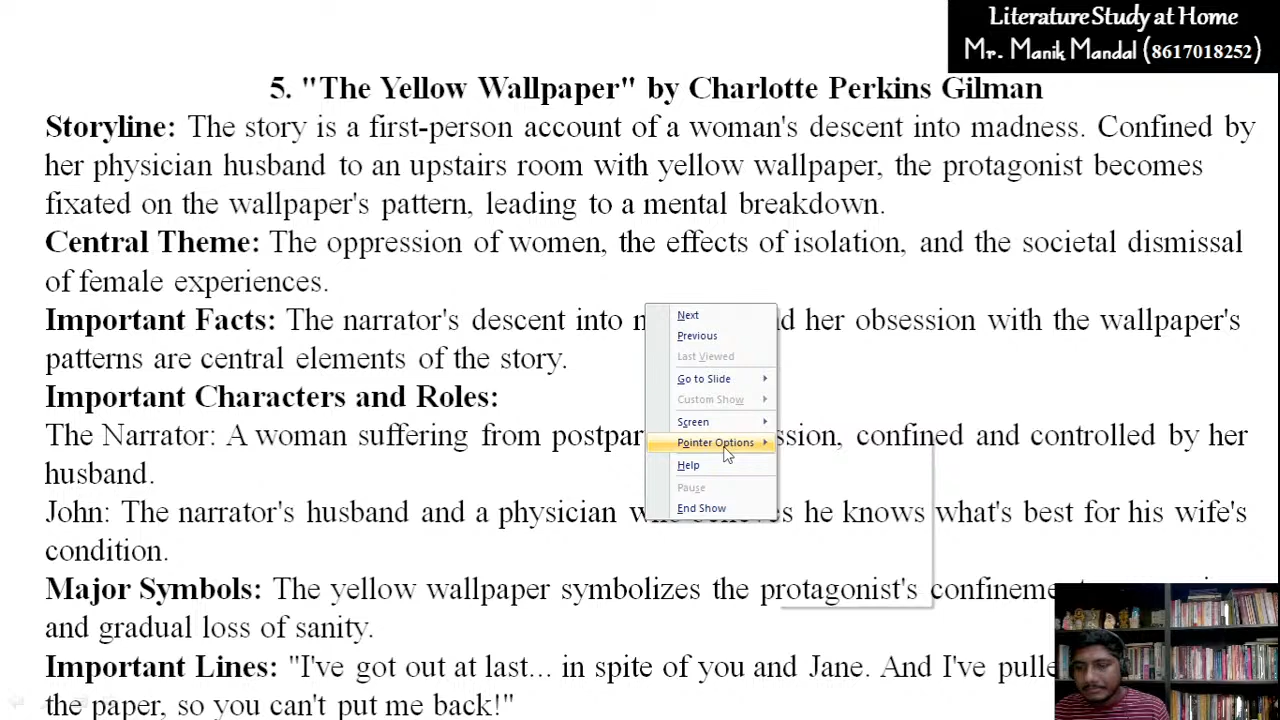 Literature Study at Home
Mr. Manik Mandal (8617018252)
5. "The Yellow Wallpaper" by Charlotte Perkins Gilman
Storyline: The story is a first-person account of a woman's descent into madness. Confined by
her physician husband to an upstairs room with yellow wallpaper, the protagonist becomes
fixated on the wallpaper's pattern, leading to a mental breakdown.
Central Theme: The oppression of women, the effects of isolation, and the societal dismissal
of female experiences.
Important Facts: The narrator's descent into her obsession with the wallpaper's
patterns are central elements of the story.
Important Characters and Roles:
The Narrator: A woman suffering from confined and controlled by her
husband.
John: The narrator's husband and a physician he knows what's best for his wife's
condition.
Major Symbols: The yellow wallpaper symbolizes the protagonist's
and gradual loss of sanity.
Important Lines: "I've got out at last... in spite of you and Jane. And I've
the paper, so you can't put me back!"
Next
Previous
Last Viewed
Go to Slide
Custom Show
Screen
Pointer Options
Help
Pause
End Show